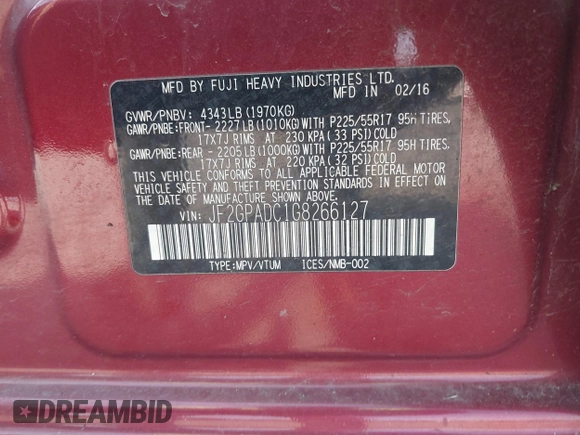 MFD BY FUJI HEAVY INDUSTRIES LTD.
MFD IN 02/16
GVWR/PNBV: 4343LB (1970KG)
GAWR/PNBE:FRONT- 2227LB(1010KG)WITH P225/55R17 95H TIRES,
17X7J RIMS AT 230 KPA( 33 PSI)COLD
GAWR/PNBE:REAR - 2205LB(1000KG)WITH P225/55R17 95H TIRES,
17X7J RIMS AT 220 KPA( 32 PSI)COLD
THIS VEHICLE CONFORMS TO ALL APPLICABLE FEDERAL MOTOR
VEHICLE SAFETY AND THEFT PREVENTION STANDARDS IN EFFECT ON
THE DATE OF MANUFACTURE SHOWN ABOVE.
VIN: JF2GPADC1G8266127
TYPE:MPV/VTUM ICES/NMB-002
DREAMBID